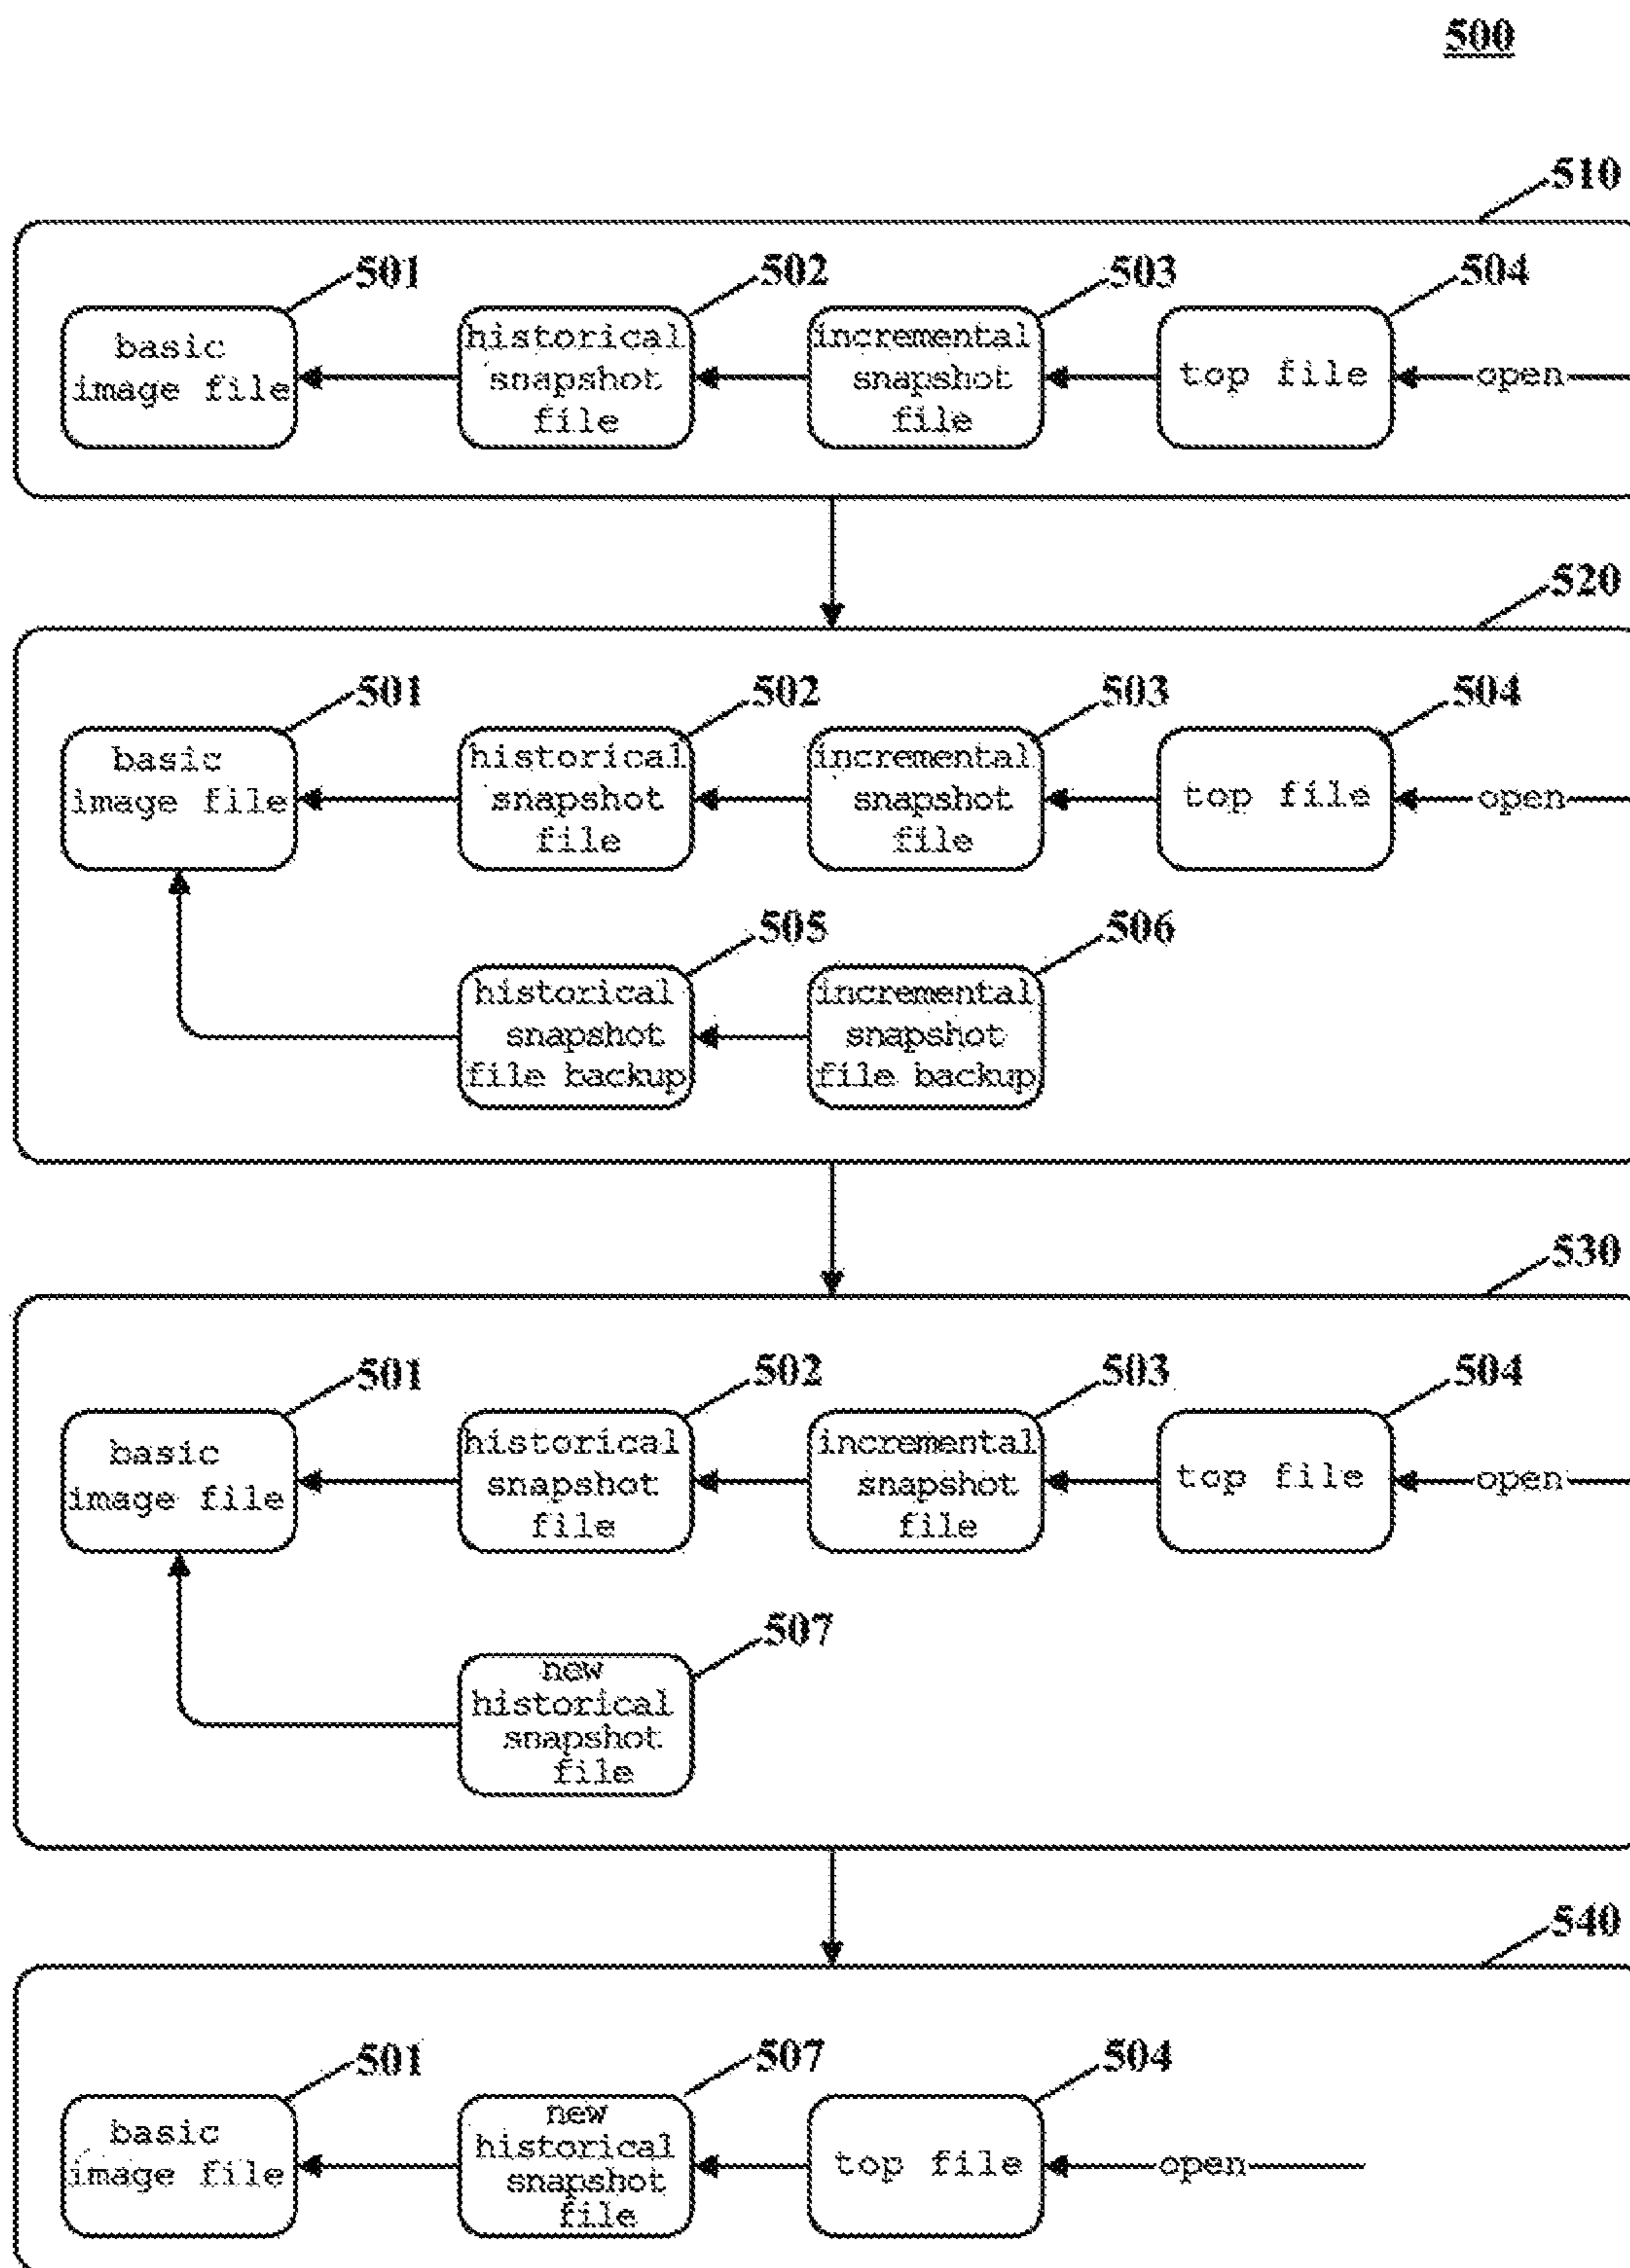 500
510
501
502
503
504
basic
image file
historical
snapshot
file
incremental
snapshot
file
top file
open
520
501
502
503
504
basic
image file
historical
snapshot
file
incremental
snapshot
file
top file
open
505
506
historical
snapshot
file backup
incremental
snapshot
file backup
530
501
502
503
504
basic
image file
historical
snapshot
file
incremental
snapshot
file
top file
open
507
new
historical
snapshot
file
540
501
507
504
basic
image file
new
historical
snapshot
file
top file
open